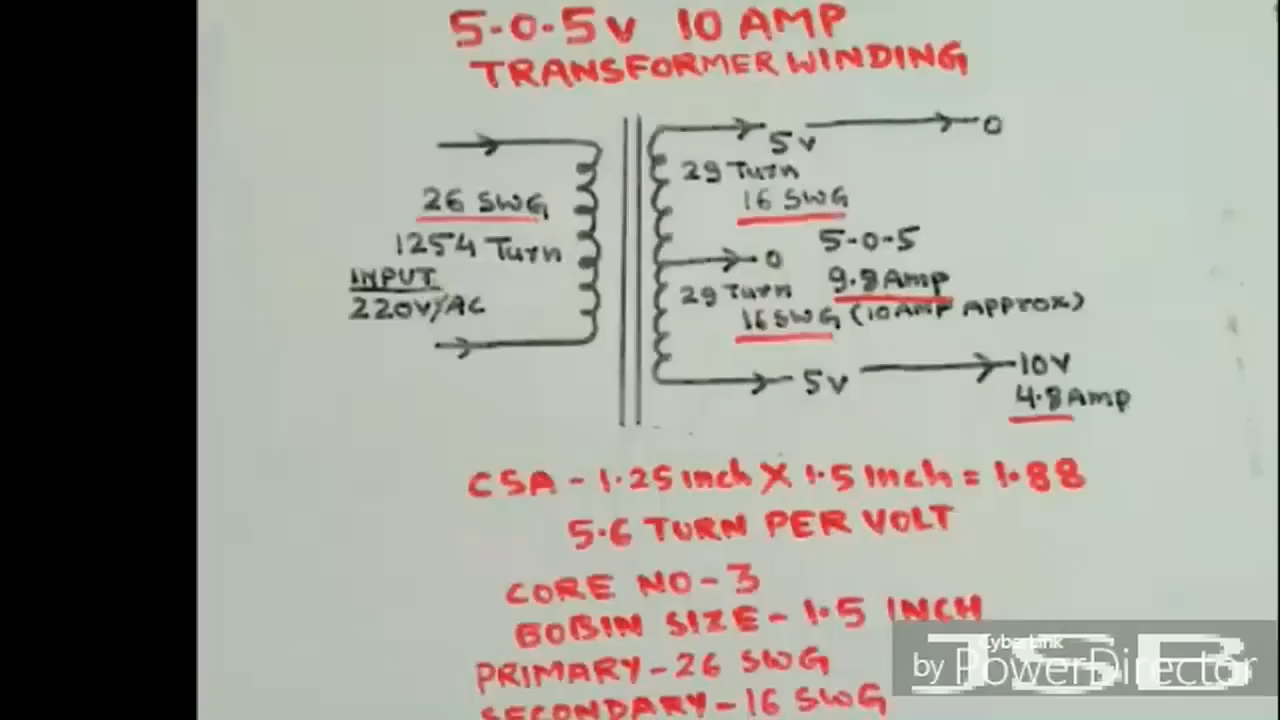 5-0-5V 10 AMP
TRANSFORMER WINDING
5V
0
29 Turn
16 SWG
26 SWG
1254 Turn
INPUT
220V/AC
5-0-5
0
9.8 Amp
29 Turn
16 SWG (10 AMP APPROX)
5V
10V
4.8 Amp
CSA - 1.25 inch X 1.5 Inch = 1.88
5.6 TURN PER VOLT
CORE NO - 3
BOBIN SIZE - 1.5 INCH
PRIMARY - 26 SWG
SECONDARY - 16 SWG
JSB
CyberLink
by PowerDirector